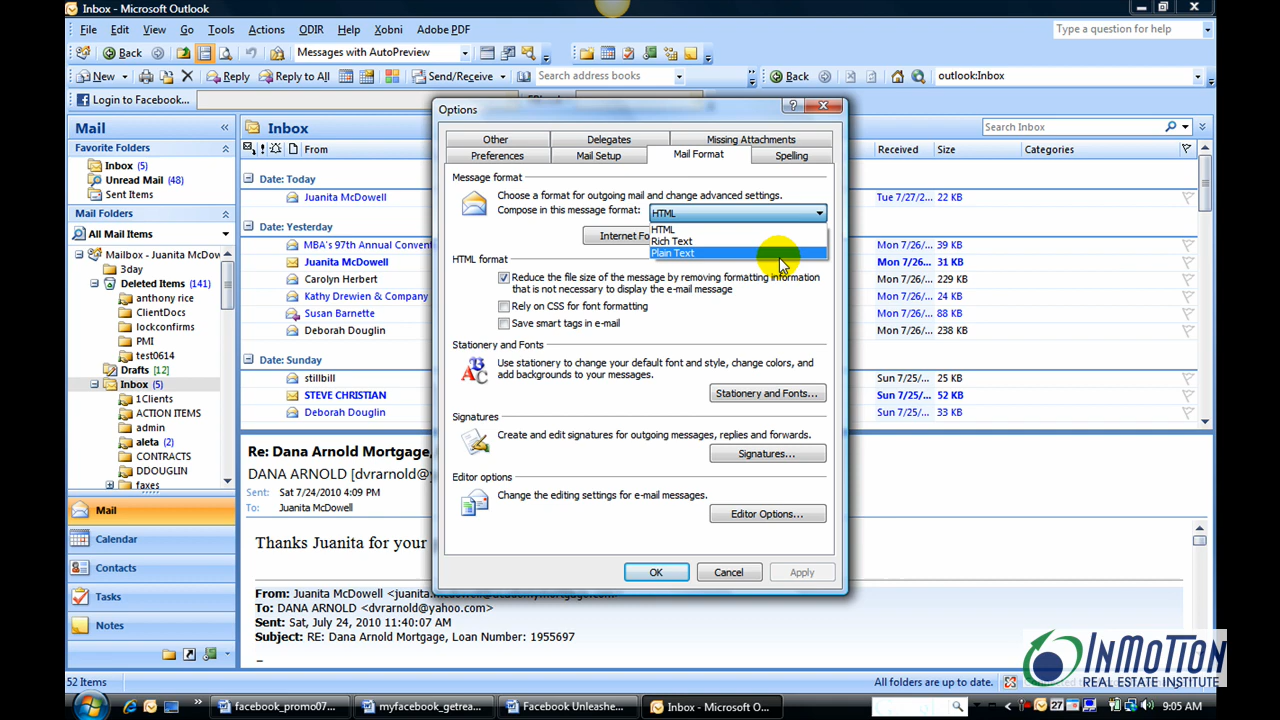 Inbox - Microsoft Outlook
File Edit View Go Tools Actions ODIR Help Xobni Adobe PDF
Type a question for help
Back Messages with AutoPreview
New Reply Reply to All Send/Receive Search address books Back outlook:Inbox
Login to Facebook...
Mail «
Favorite Folders
Inbox (5)
Unread Mail (48)
Sent Items
Mail Folders
All Mail Items
Mailbox - Juanita McDow
3day
Deleted Items (141)
anthony rice
ClientDocs
lockconfirms
PMI
test0614
Drafts [12]
Inbox (5)
1Clients
ACTION ITEMS
admin
aleta (2)
CONTRACTS
DDOUGLIN
faxes
Mail
Calendar
Contacts
Tasks
Notes
Inbox
Search Inbox
From Received Size Categories
Date: Today
Juanita McDowell Tue 7/27/... 22 KB
Date: Yesterday
MBA's 97th Annual Convent Mon 7/26/... 39 KB
Juanita McDowell Mon 7/26/... 31 KB
Carolyn Herbert Mon 7/26/... 229 KB
Kathy Drewien & Company Mon 7/26/... 24 KB
Susan Barnette Mon 7/26/... 88 KB
Deborah Douglin Mon 7/26/... 238 KB
Date: Sunday
stillbill Sun 7/25/... 25 KB
STEVE CHRISTIAN Sun 7/25/... 52 KB
Deborah Douglin Sun 7/25/... 33 KB
Re: Dana Arnold Mortgage,
DANA ARNOLD [dvrarnold@y
Sent: Sat 7/24/2010 4:09 PM
To: Juanita McDowell
Thanks Juanita for your
From: Juanita McDowell
To: DANA ARNOLD <dvrarnold@yahoo.com>
Sent: Sat, July 24, 2010 11:40:07 AM
Subject: RE: Dana Arnold Mortgage, Loan Number: 1955697
Options
Other Delegates Missing Attachments
Preferences Mail Setup Mail Format Spelling
Message format
Choose a format for outgoing mail and change advanced settings.
Compose in this message format: HTML
HTML
Rich Text
Plain Text
Internet Fo
HTML format
Reduce the file size of the message by removing formatting information
that is not necessary to display the e-mail message
Rely on CSS for font formatting
Save smart tags in e-mail
Stationery and Fonts
Use stationery to change your default font and style, change colors, and
add backgrounds to your messages.
Stationery and Fonts...
Signatures
Create and edit signatures for outgoing messages, replies and forwards.
Signatures...
Editor options
Change the editing settings for e-mail messages.
Editor Options...
OK Cancel Apply
INMOTION
REAL ESTATE INSTITUTE
52 Items All folders are up to date.
facebook_promo07... myfacebook_getrea... Facebook Unleashe... Inbox - Microsoft O... 27 9:05 AM